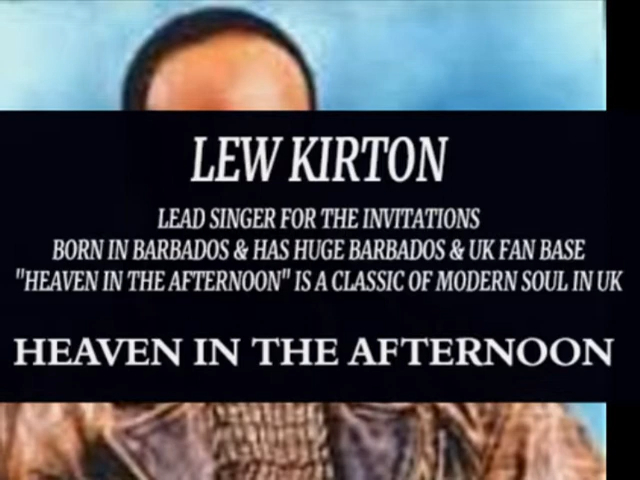 LEW KIRTON
LEAD SINGER FOR THE INVITATIONS
BORN IN BARBADOS & HAS HUGE BARBADOS & UK FAN BASE
"HEAVEN IN THE AFTERNOON" IS A CLASSIC OF MODERN SOUL IN UK
HEAVEN IN THE AFTERNOON